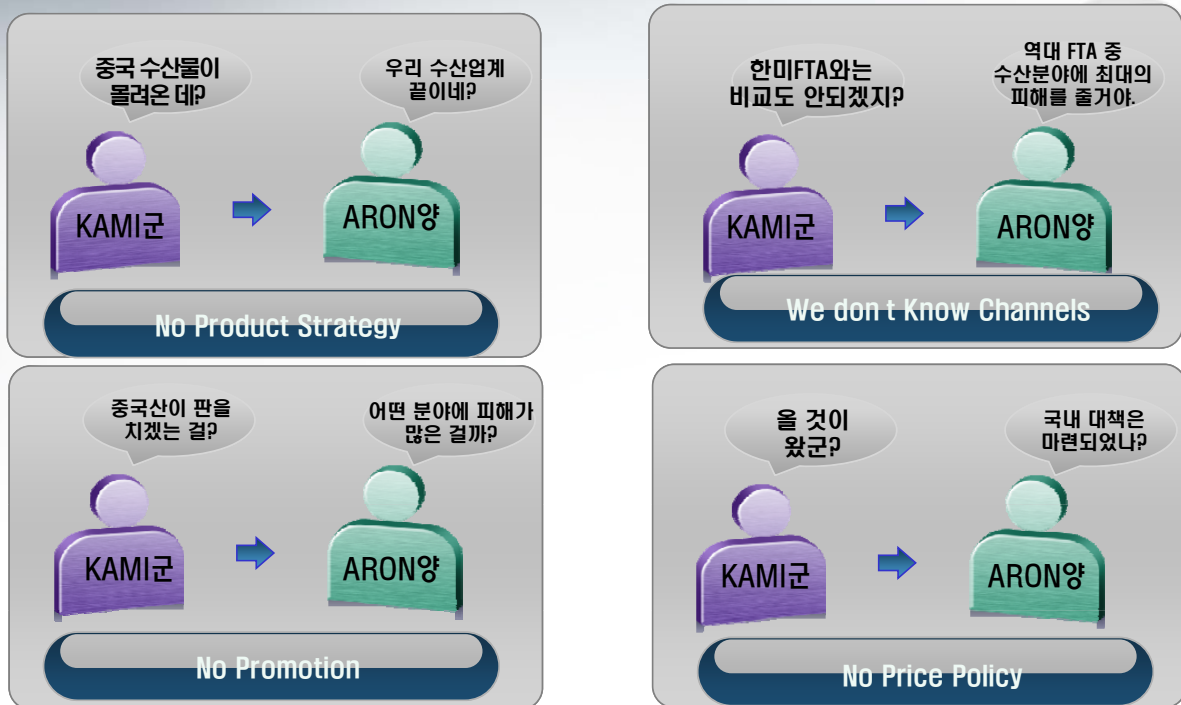 중국 수산물이
몰려온 데?
우리 수산업계
끝이네?
KAMI군
ARON양
No Product Strategy
한미FTA와는
비교도 안되겠지?
역대 FTA 중
수산분야에 최대의
피해를 줄거야.
KAMI군
ARON양
We don t Know Channels
중국산이 판을
치겠는 걸?
어떤 분야에 피해가
많은 걸까?
KAMI군
ARON양
No Promotion
올 것이
왔군?
국내 대책은
마련되었나?
KAMI군
ARON양
No Price Policy